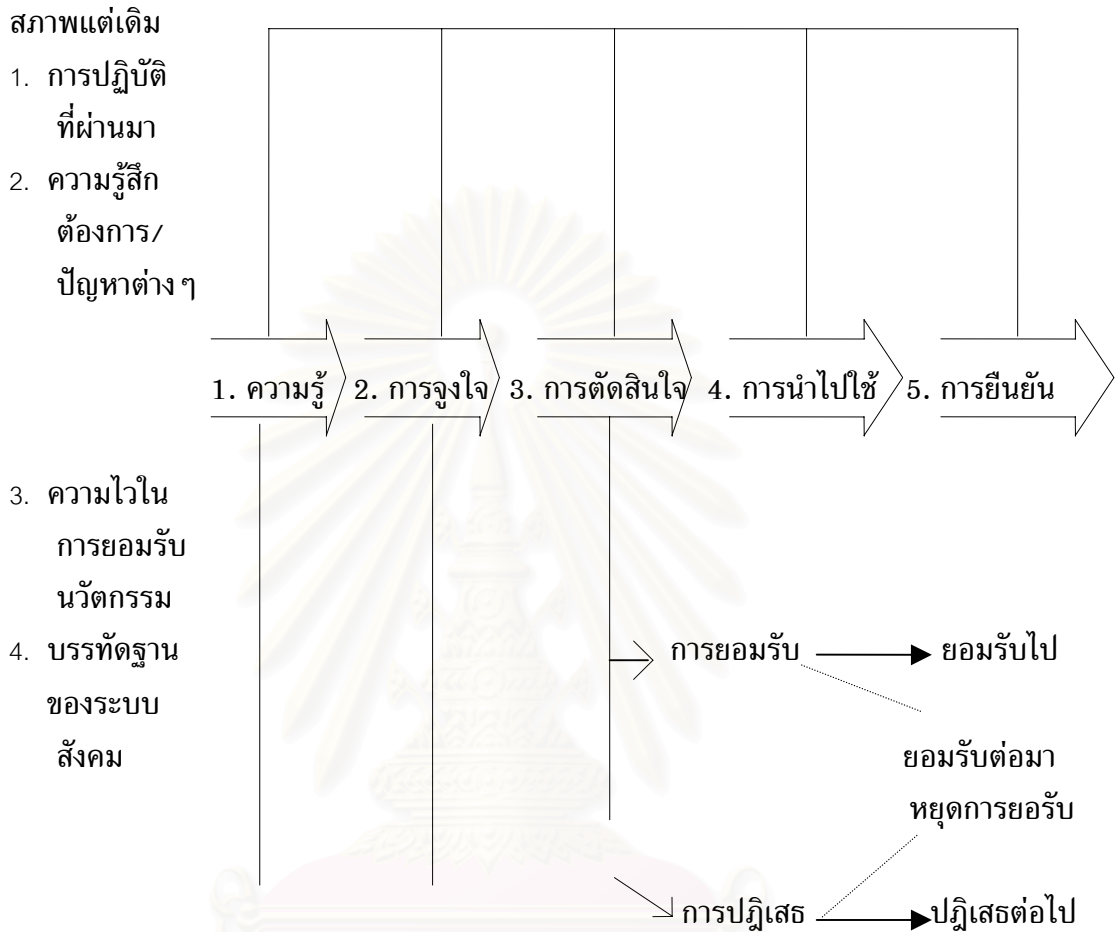 สภาพแต่เดิม
1. การปฏิบัติ
ที่ผ่านมา
2. ความรู้สึก
ต้องการ/
ปัญหาต่างๆ
1. ความรู้ 2. การจูงใจ 3. การตัดสินใจ 4. การนำไปใช้ 5. การยืนยัน
3. ความไวใน
การยอมรับ
นวัตกรรม
4. บรรทัดฐาน
ของระบบ
สังคม
การยอมรับ ยอมรับไป
ยอมรับต่อมา
หยุดการยอรับ
การปฎิเสธ ปฎิเสธต่อไป